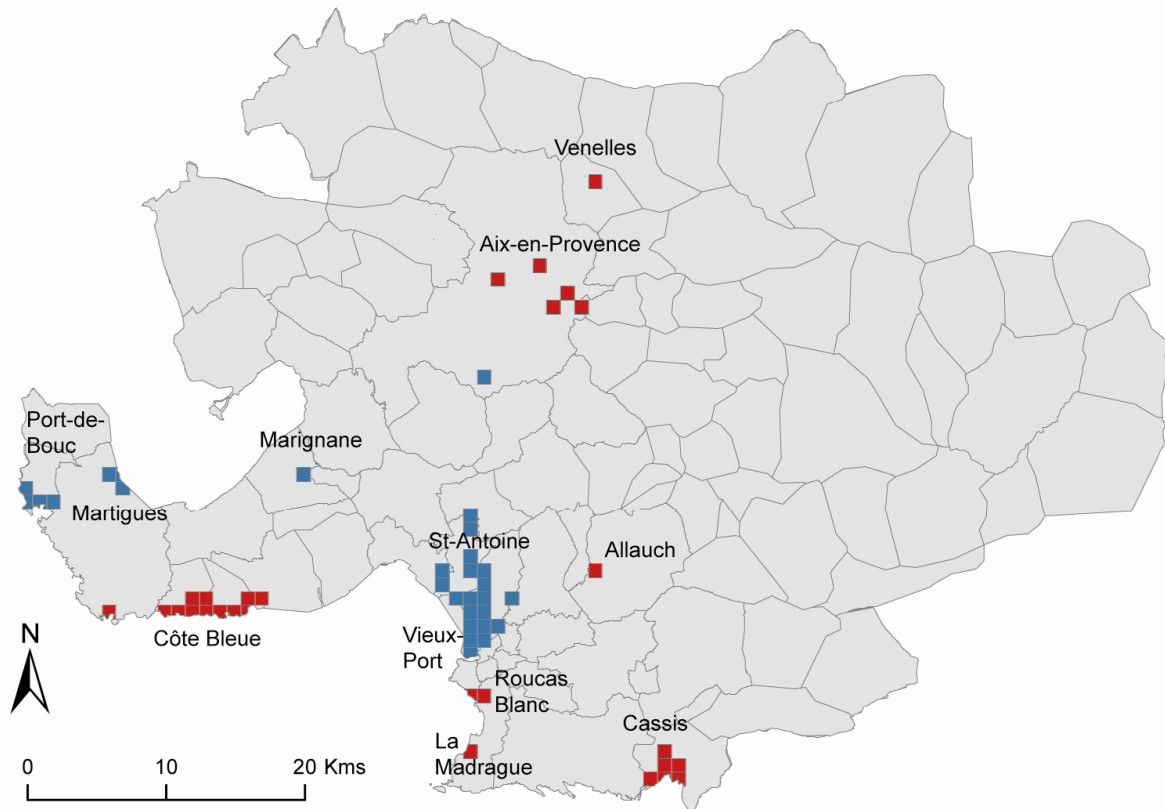 Venelles
Aix-en-Provence
Port-de-
Bouc
Marignane
Martigues
St-Antoine
Allauch
Côte Bleue
Vieux-
Port
N
Roucas
Blanc
Cassis
La
Madrague
0 10 20 Kms